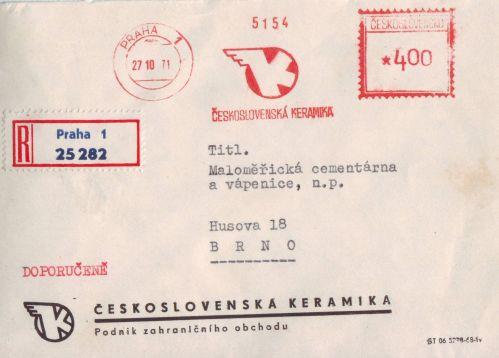 PRAHA 1
27 10 71
5154
ČESKOSLOVENSKÁ KERAMIKA
ČESKOSLOVENSKO
*400
R
Praha 1
25 282
Titl.
Maloměřická cementárna
a vápenice, n.p.
Husova 18
BRNO
DOPORUČENĚ
ČESKOSLOVENSKÁ KERAMIKA
Podnik zahraničního obchodu